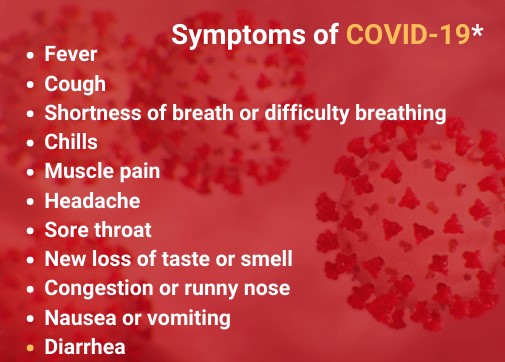 Symptoms of COVID-19*
• Fever
• Cough
• Shortness of breath or difficulty breathing
• Chills
• Muscle pain
• Headache
• Sore throat
• New loss of taste or smell
• Congestion or runny nose
• Nausea or vomiting
• Diarrhea